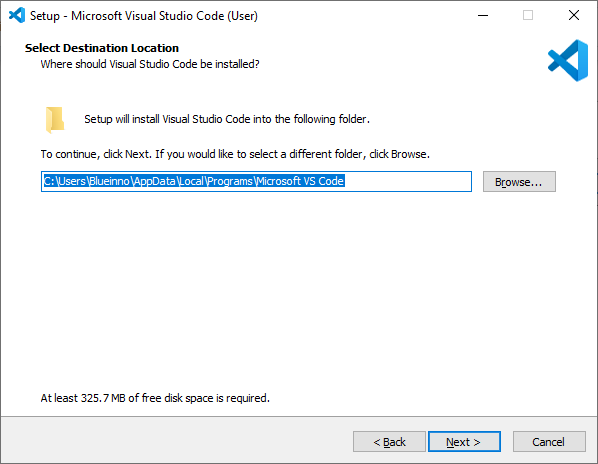 Setup - Microsoft Visual Studio Code (User)
Select Destination Location
Where should Visual Studio Code be installed?
Setup will install Visual Studio Code into the following folder.
To continue, click Next. If you would like to select a different folder, click Browse.
C:\Users\Blueinno\AppData\Local\Programs\Microsoft VS Code
Browse...
At least 325.7 MB of free disk space is required.
< Back
Next >
Cancel